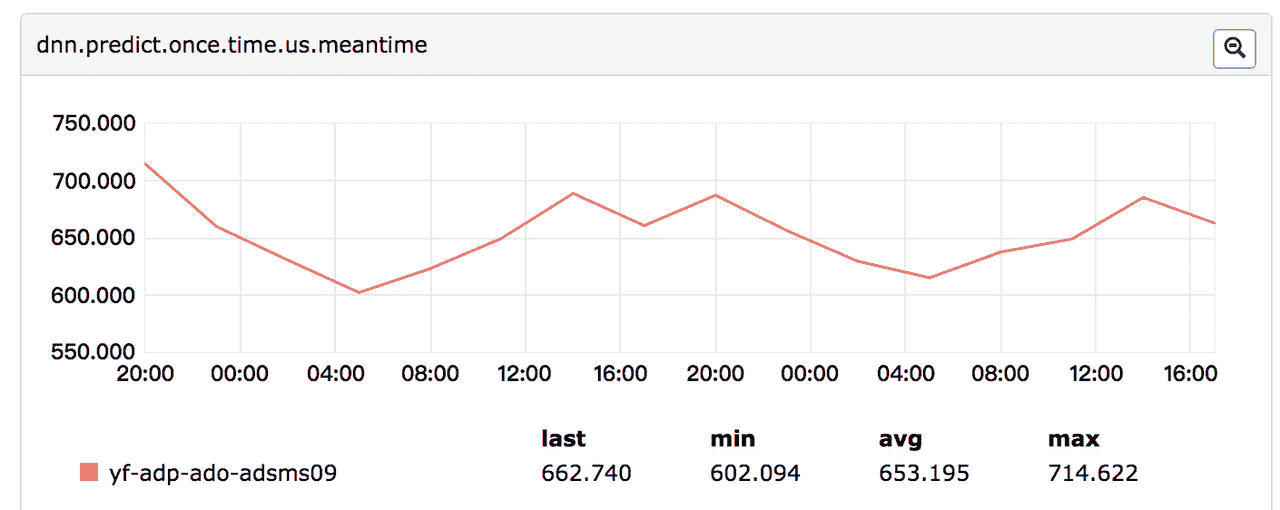 dnn.predict.once.time.us.meantime
750.000
700.000
650.000
600.000
550.000
20:00 00:00 04:00 08:00 12:00 16:00 20:00 00:00 04:00 08:00 12:00 16:00
last min avg max
yf-adp-ado-adsms09 662.740 602.094 653.195 714.622